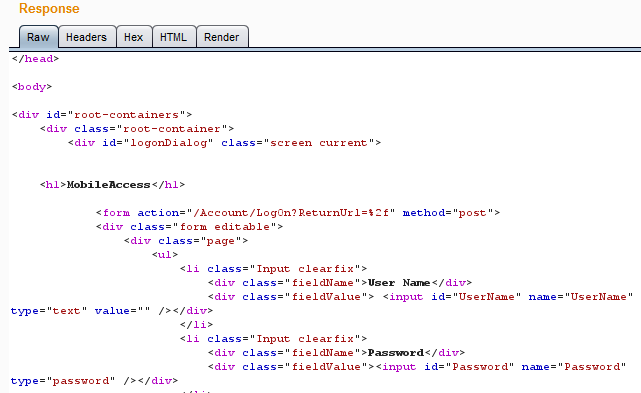 Response
Raw Headers Hex HTML Render
</head>
<body>
<div id="root-containers">
<div class="root-container">
<div id="logonDialog" class="screen current">
<h1>MobileAccess</h1>
<form action="/Account/LogOn?ReturnUrl=%2f" method="post">
<div class="form editable">
<div class="page">
<ul>
<li class="Input clearfix">
<div class="fieldName">User Name</div>
<div class="fieldValue"> <input id="UserName" name="UserName"
type="text" value="" /></div>
</li>
<li class="Input clearfix">
<div class="fieldName">Password</div>
<div class="fieldValue"><input id="Password" name="Password"
type="password" /></div>
</li>